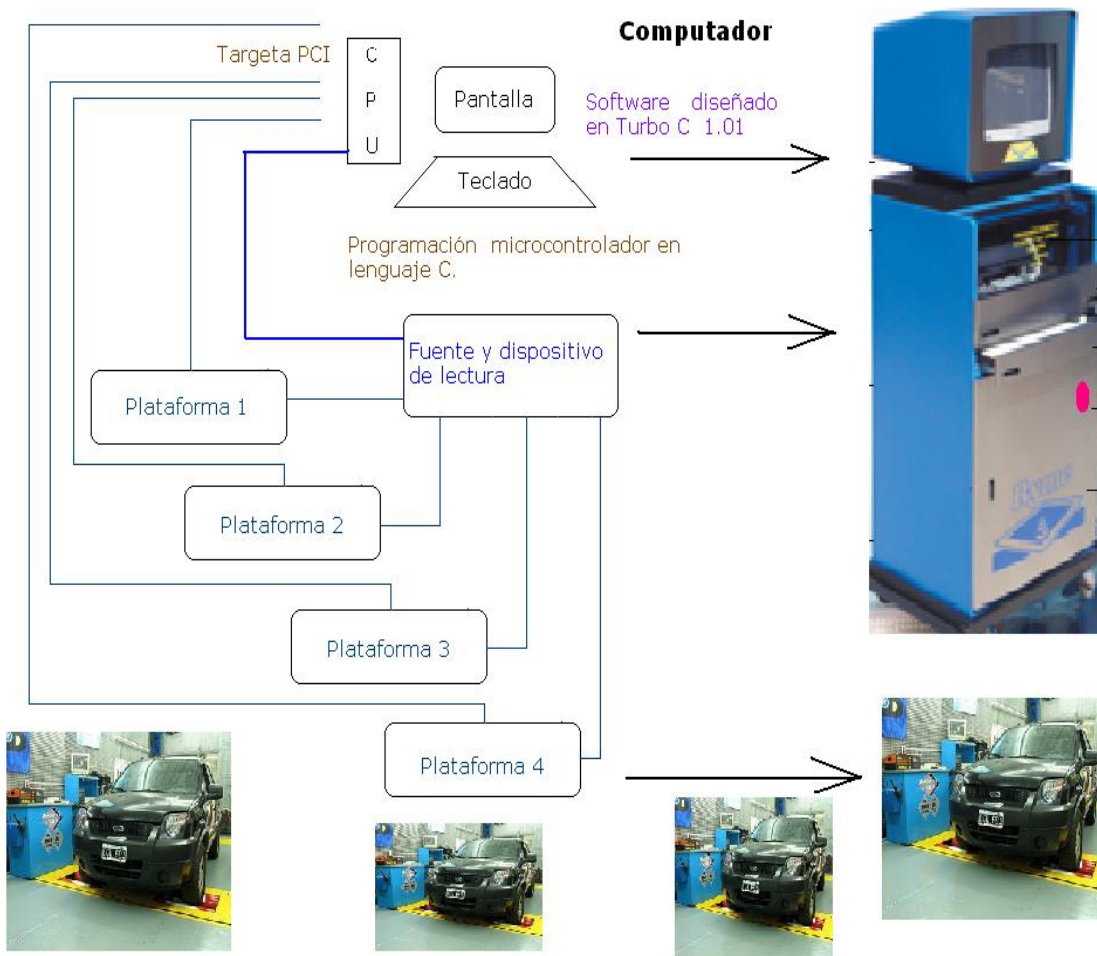 Computador
Targeta PCI
C
P
U
Pantalla
Software diseñado
en Turbo C 1.01
Teclado
Programación microcontrolador en
lenguaje C.
Fuente y dispositivo
de lectura
Plataforma 1
Plataforma 2
Plataforma 3
Plataforma 4